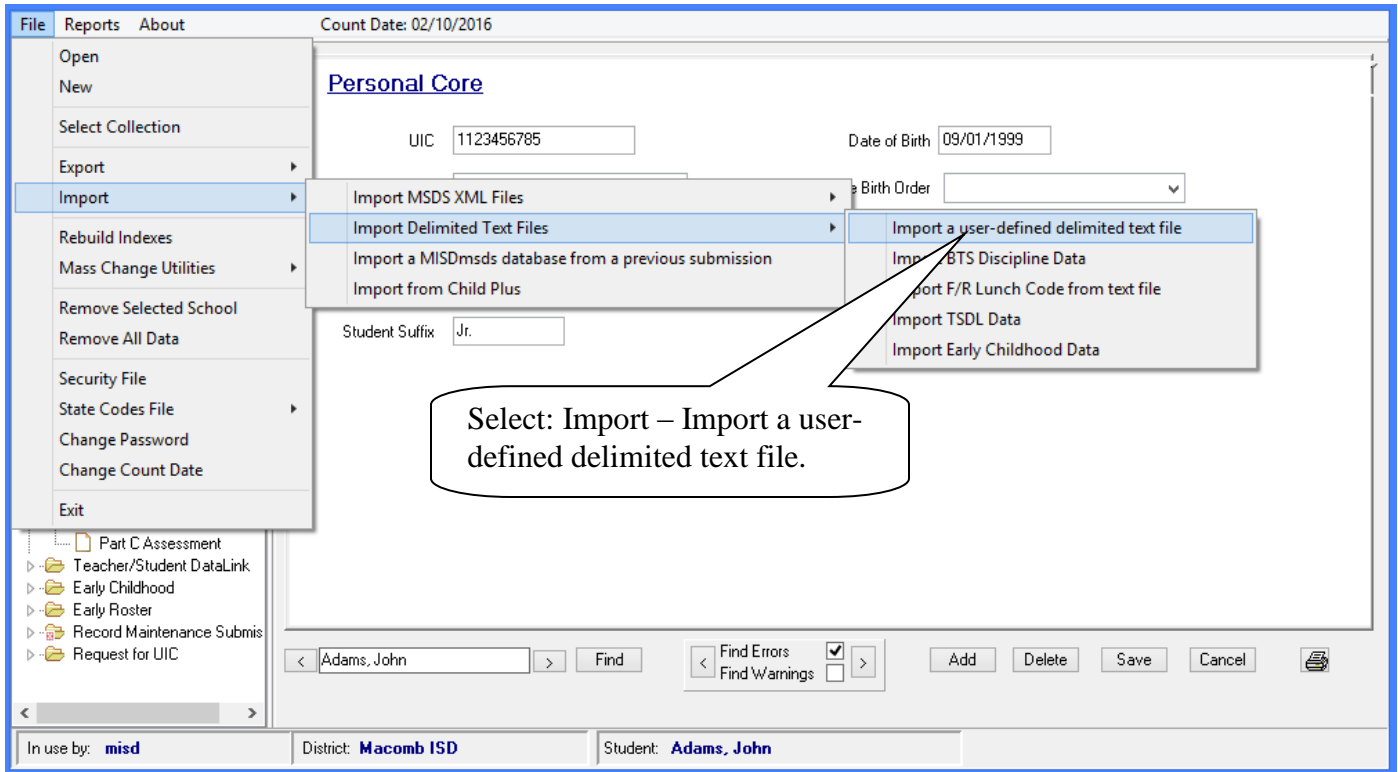 File Reports About Count Date: 02/10/2016
Open
New
Select Collection
Export
Import
Rebuild Indexes
Mass Change Utilities
Remove Selected School
Remove All Data
Security File
State Codes File
Change Password
Change Count Date
Exit
Import MSDS XML Files
Import Delimited Text Files
Import a MISDmsds database from a previous submission
Import from Child Plus
Import a user-defined delimited text file
Import BTS Discipline Data
Import F/R Lunch Code from text file
Import TSDL Data
Import Early Childhood Data
Personal Core
UIC 1123456785 Date of Birth 09/01/1999
Birth Order
Student Suffix Jr.
Select: Import – Import a user-
defined delimited text file.
Part C Assessment
Teacher/Student DataLink
Early Childhood
Early Roster
Record Maintenance Submis
Request for UIC
< Adams, John > Find < Find Errors > Add Delete Save Cancel
Find Warnings
In use by: misd District: Macomb ISD Student: Adams, John